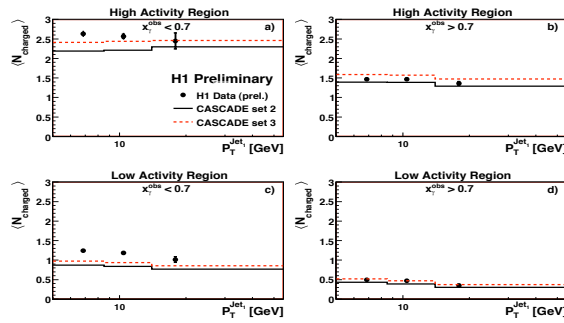 High Activity Region
x_γ^obs < 0.7
a)
⟨N_charged⟩
3
2.5
2
1.5
1
0.5
0
H1 Preliminary
H1 Data (prel.)
CASCADE set 2
CASCADE set 3
10
P_T^Jet_1 [GeV]
High Activity Region
x_γ^obs > 0.7
b)
⟨N_charged⟩
3
2.5
2
1.5
1
0.5
0
10
P_T^Jet_1 [GeV]
Low Activity Region
x_γ^obs < 0.7
c)
⟨N_charged⟩
3
2.5
2
1.5
1
0.5
0
10
P_T^Jet_1 [GeV]
Low Activity Region
x_γ^obs > 0.7
d)
⟨N_charged⟩
3
2.5
2
1.5
1
0.5
0
10
P_T^Jet_1 [GeV]